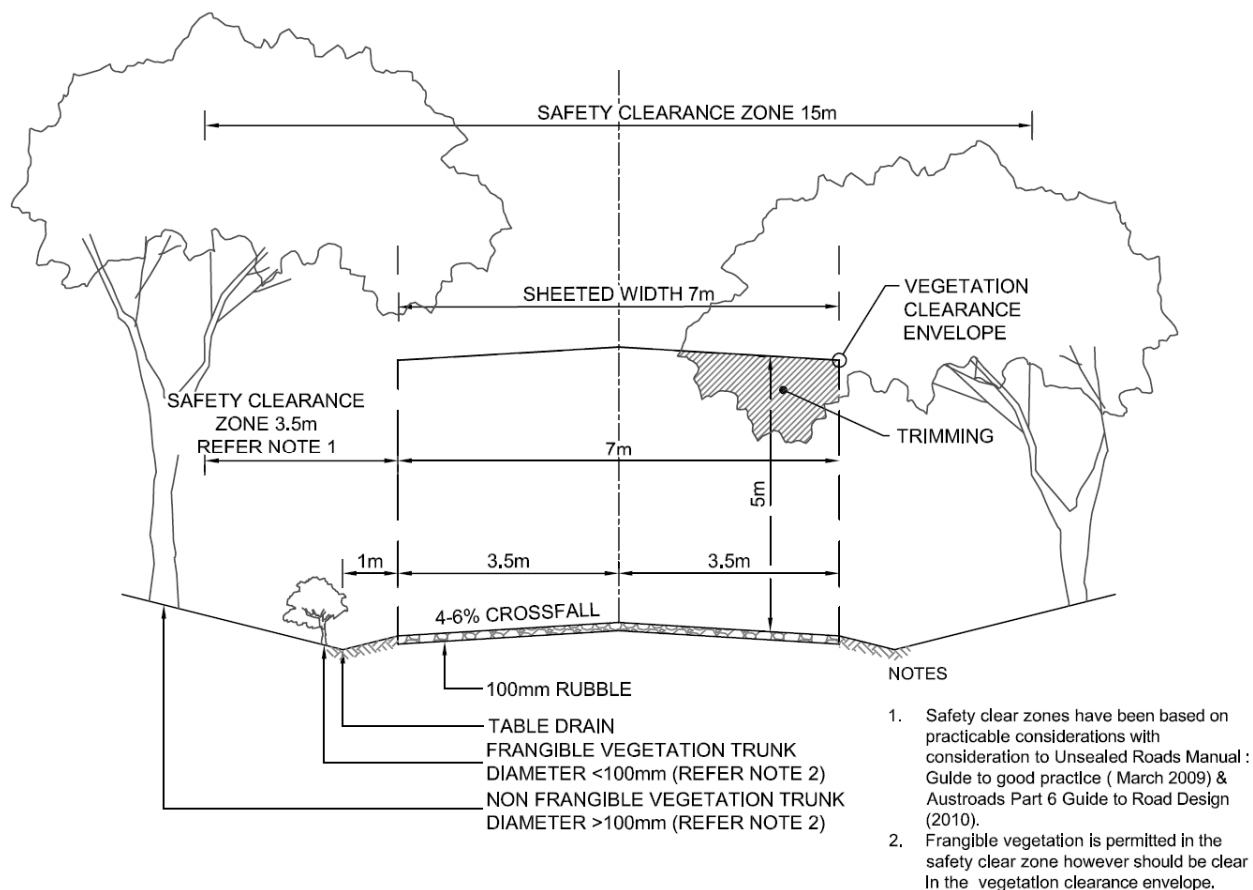 SAFETY CLEARANCE ZONE 15m
SHEETED WIDTH 7m
VEGETATION
CLEARANCE
ENVELOPE
SAFETY CLEARANCE
ZONE 3.5m
REFER NOTE 1
TRIMMING
7m
5m
1m
3.5m
3.5m
4-6% CROSSFALL
100mm RUBBLE
TABLE DRAIN
FRANGIBLE VEGETATION TRUNK
DIAMETER <100mm (REFER NOTE 2)
NON FRANGIBLE VEGETATION TRUNK
DIAMETER >100mm (REFER NOTE 2)
NOTES
1. Safety clear zones have been based on
practicable considerations with
consideration to Unsealed Roads Manual :
Guide to good practice ( March 2009) &
Austroads Part 6 Guide to Road Design
(2010).
2. Frangible vegetation is permitted in the
safety clear zone however should be clear
In the vegetation clearance envelope.